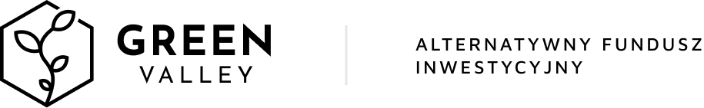 GREEN
VALLEY
ALTERNATYWNY FUNDUSZ
INWESTYCYJNY